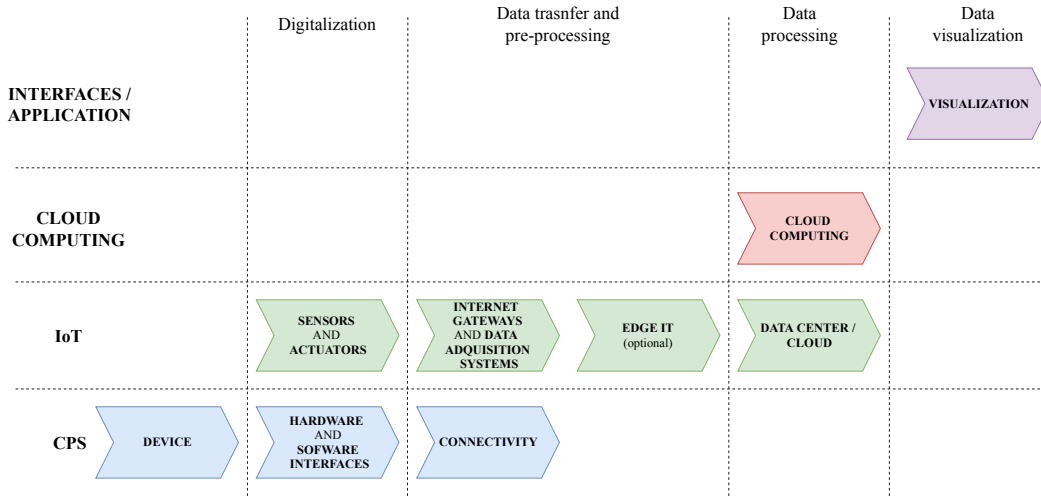 Digitalization
Data trasnfer and
pre-processing
Data
processing
Data
visualization
INTERFACES /
APPLICATION
VISUALIZATION
CLOUD
COMPUTING
CLOUD
COMPUTING
IoT
SENSORS
AND
ACTUATORS
INTERNET
GATEWAYS
AND DATA
ADQUISITION
SYSTEMS
EDGE IT
(optional)
DATA CENTER /
CLOUD
CPS
DEVICE
HARDWARE
AND
SOFWARE
INTERFACES
CONNECTIVITY